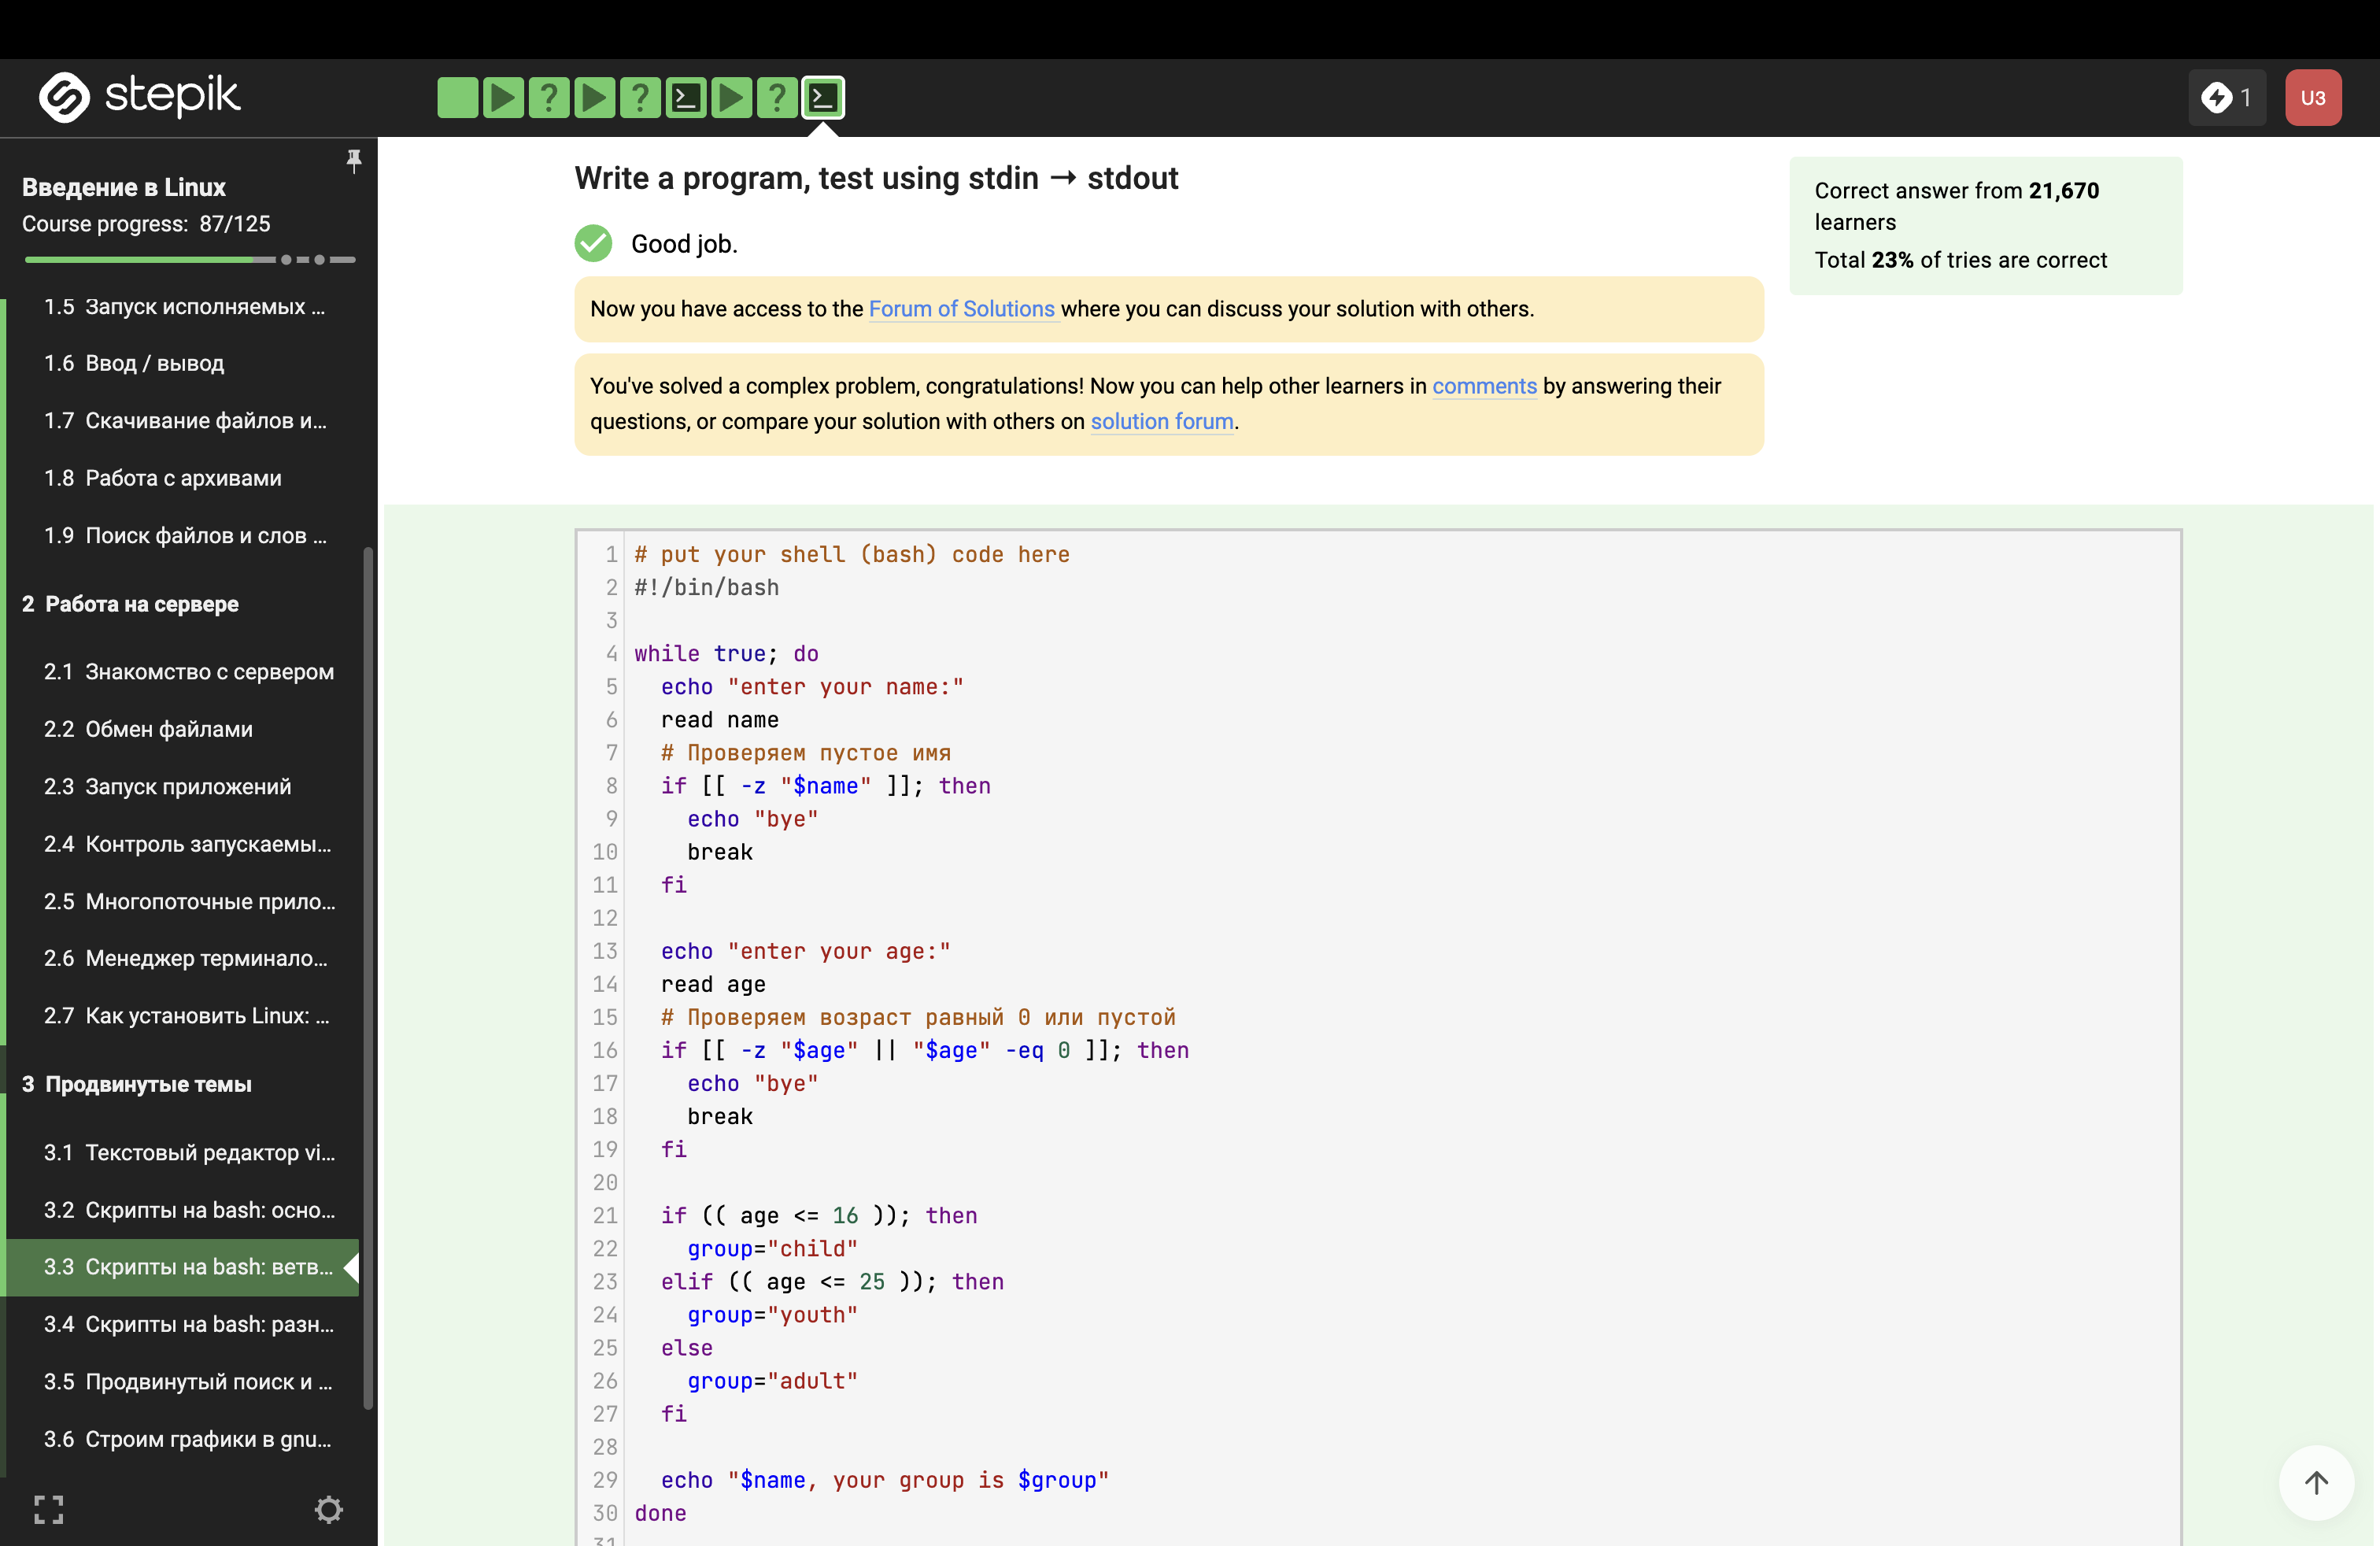 stepik
1
U3
Введение в Linux
Course progress: 87/125
1.5 Запуск исполняемых ...
1.6 Ввод / вывод
1.7 Скачивание файлов и...
1.8 Работа с архивами
1.9 Поиск файлов и слов ...
2 Работа на сервере
2.1 Знакомство с сервером
2.2 Обмен файлами
2.3 Запуск приложений
2.4 Контроль запускаемы...
2.5 Многопоточные прило...
2.6 Менеджер терминало...
2.7 Как установить Linux: ...
3 Продвинутые темы
3.1 Текстовый редактор vi...
3.2 Скрипты на bash: осно...
3.3 Скрипты на bash: ветв...
3.4 Скрипты на bash: разн...
3.5 Продвинутый поиск и ...
3.6 Строим графики в gnu...
Write a program, test using stdin → stdout
Good job.
Now you have access to the Forum of Solutions where you can discuss your solution with others.
You've solved a complex problem, congratulations! Now you can help other learners in comments by answering their
questions, or compare your solution with others on solution forum.
Correct answer from 21,670
learners
Total 23% of tries are correct
1 # put your shell (bash) code here
2 #!/bin/bash
3
4 while true; do
5   echo "enter your name:"
6   read name
7   # Проверяем пустое имя
8   if [[ -z "$name" ]]; then
9     echo "bye"
10     break
11   fi
12
13   echo "enter your age:"
14   read age
15   # Проверяем возраст равный 0 или пустой
16   if [[ -z "$age" || "$age" -eq 0 ]]; then
17     echo "bye"
18     break
19   fi
20
21   if (( age <= 16 )); then
22     group="child"
23   elif (( age <= 25 )); then
24     group="youth"
25   else
26     group="adult"
27   fi
28
29   echo "$name, your group is $group"
30 done
31